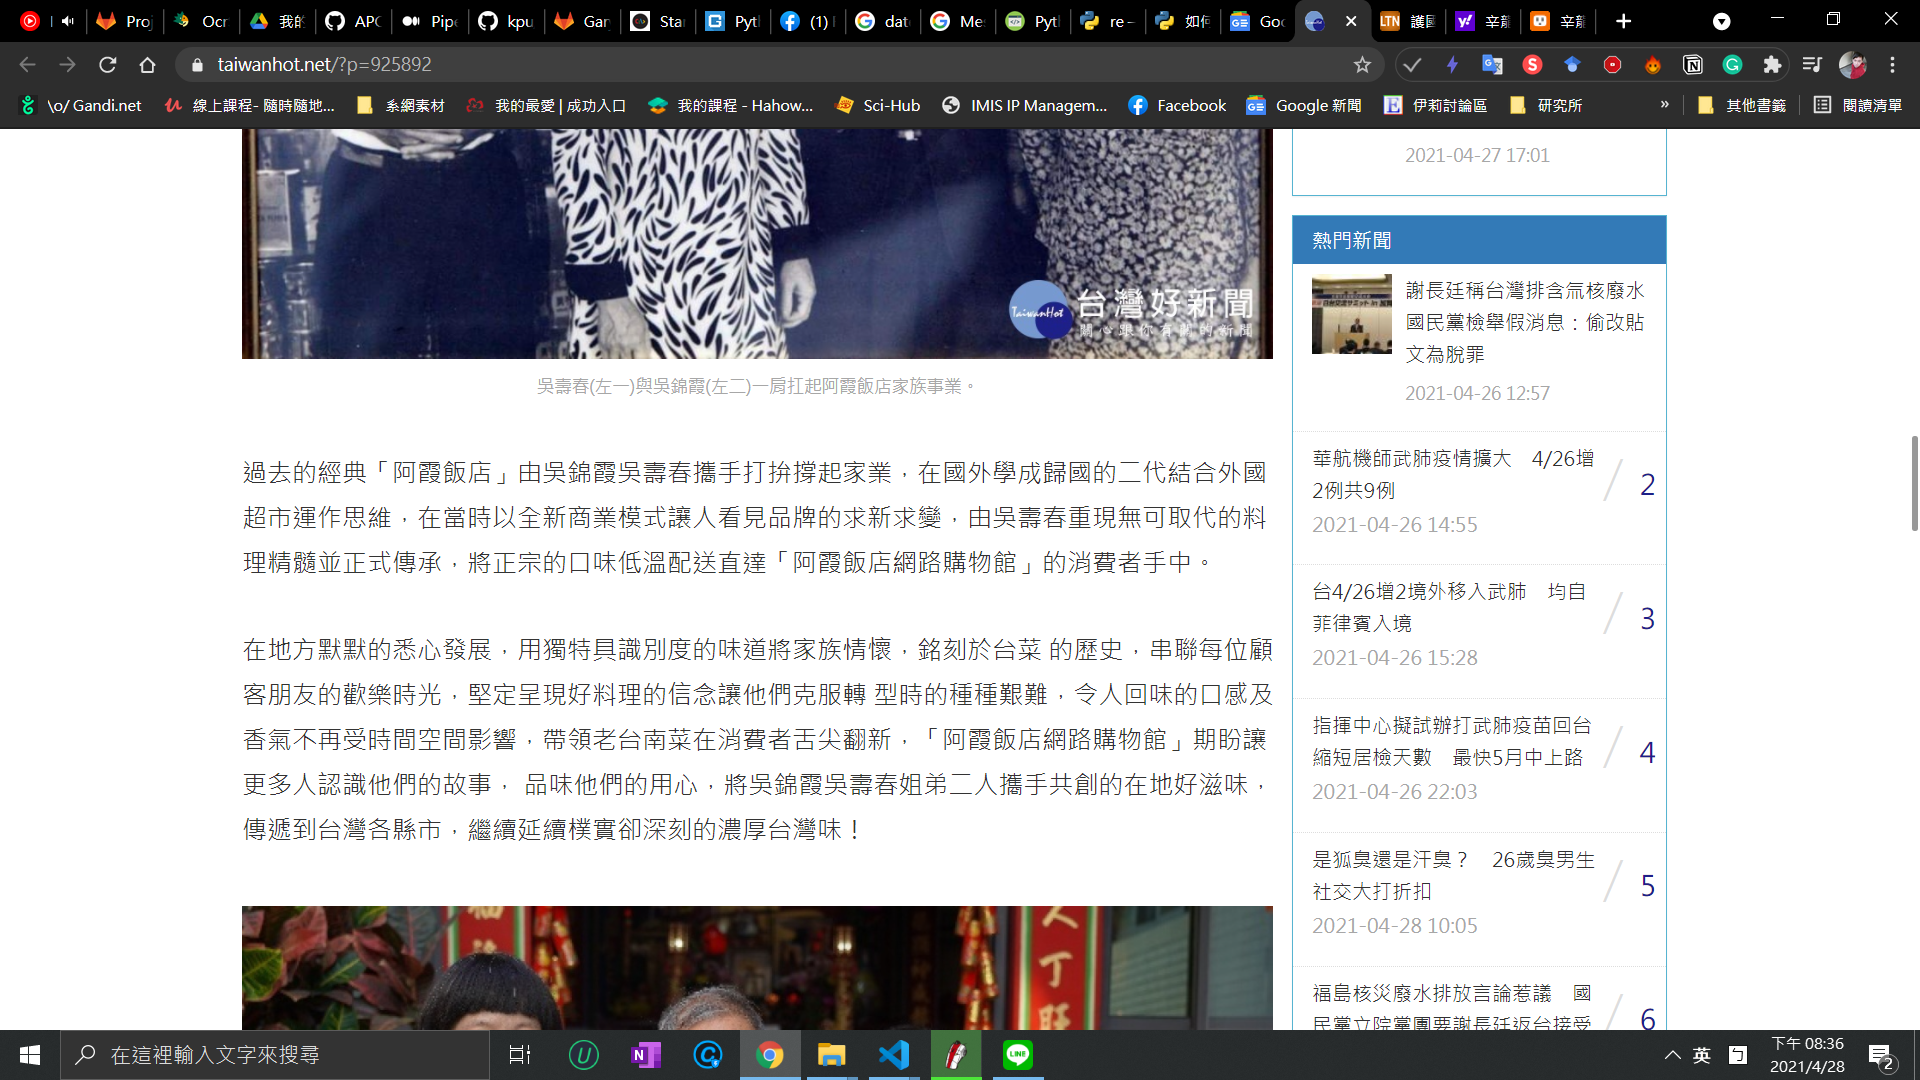 Proj
Ocr
我的
APC
Pipe
kpu
Gan
Star
Pyth
(1)
date
Me
Pyth
re –
如何
Goo
護國
辛龍
辛龍
taiwanhot.net/?p=925892
\o/ Gandi.net
線上課程- 隨時隨地...
系網素材
我的最愛 | 成功入口
我的課程 - Hahow...
Sci-Hub
IMIS IP Managem...
Facebook
Google 新聞
伊莉討論區
研究所
»
其他書籤
閱讀清單
TaiwanHot 台灣好新聞
關心跟你有關的新聞
吳壽春(左一)與吳錦霞(左二)一肩扛起阿霞飯店家族事業。
過去的經典「阿霞飯店」由吳錦霞吳壽春攜手打拚撐起家業，在國外學成歸國的二代結合外國
超市運作思維，在當時以全新商業模式讓人看見品牌的求新求變，由吳壽春重現無可取代的料
理精髓並正式傳承，將正宗的口味低溫配送直達「阿霞飯店網路購物館」的消費者手中。
在地方默默的悉心發展，用獨特具識別度的味道將家族情懷，銘刻於台菜 的歷史，串聯每位顧
客朋友的歡樂時光，堅定呈現好料理的信念讓他們克服轉 型時的種種艱難，令人回味的口感及
香氣不再受時間空間影響，帶領老台南菜在消費者舌尖翻新，「阿霞飯店網路購物館」期盼讓
更多人認識他們的故事， 品味他們的用心，將吳錦霞吳壽春姐弟二人攜手共創的在地好滋味，
傳遞到台灣各縣市，繼續延續樸實卻深刻的濃厚台灣味！
2021-04-27 17:01
熱門新聞
謝長廷稱台灣排含氚核廢水
國民黨檢舉假消息：偷改貼
文為脫罪
2021-04-26 12:57
華航機師武肺疫情擴大　4/26增
2例共9例
2021-04-26 14:55
2
台4/26增2境外移入武肺　均自
菲律賓入境
2021-04-26 15:28
3
指揮中心擬試辦打武肺疫苗回台
縮短居檢天數　最快5月中上路
2021-04-26 22:03
4
是狐臭還是汗臭？　26歲臭男生
社交大打折扣
2021-04-28 10:05
5
福島核災廢水排放言論惹議　國
民黨立院黨團要謝長廷返台接受
6
在這裡輸入文字來搜尋
英
下午 08:36
2021/4/28
2